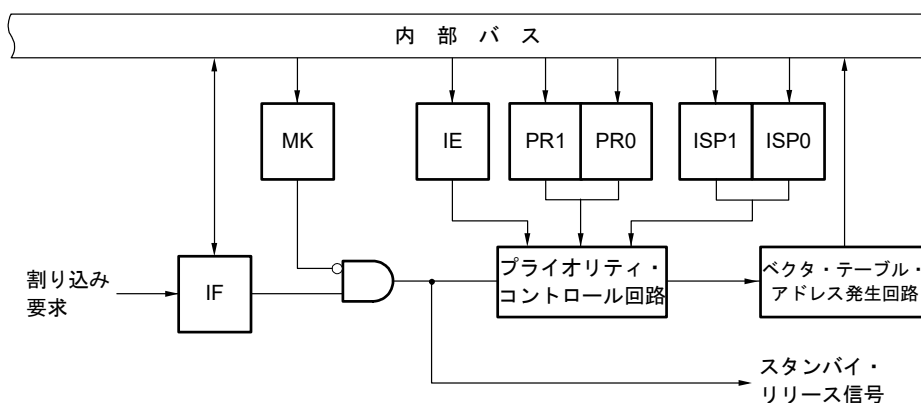 内 部 バ ス
MK
IE
PR1
PR0
ISP1
ISP0
割り込み
要求
IF
プライオリティ・
コントロール回路
ベクタ・テーブル・
アドレス発生回路
スタンバイ・
リリース信号